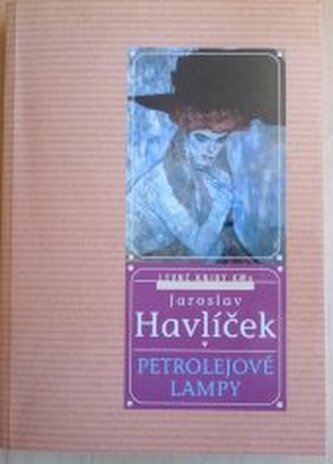 LEVNÉ KNIHY KMa
Jaroslav
Havlíček
PETROLEJOVÉ
LAMPY